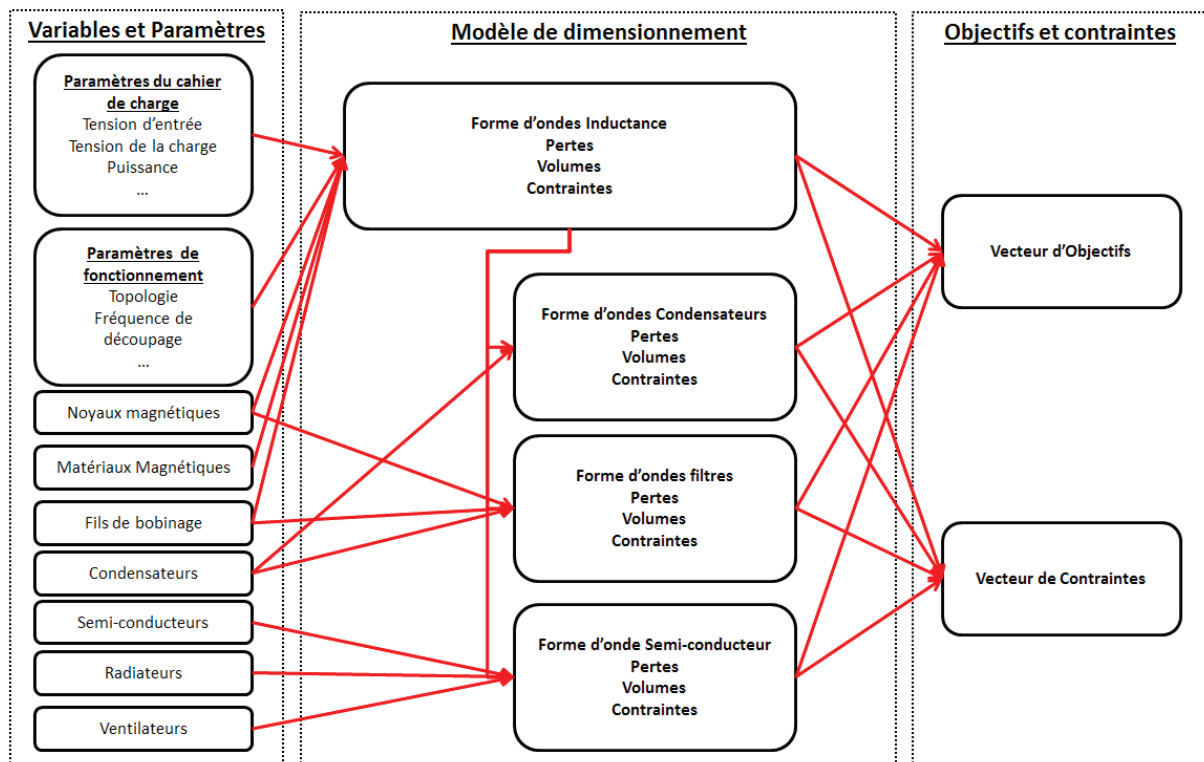 Variables et Paramètres
Paramètres du cahier
de charge
Tension d'entrée
Tension de la charge
Puissance
...
Paramètres de
fonctionnement
Topologie
Fréquence de
découpage
...
Noyaux magnétiques
Matériaux Magnétiques
Fils de bobinage
Condensateurs
Semi-conducteurs
Radiateurs
Ventilateurs
Modèle de dimensionnement
Forme d'ondes Inductance
Pertes
Volumes
Contraintes
Forme d'ondes Condensateurs
Pertes
Volumes
Contraintes
Forme d'ondes filtres
Pertes
Volumes
Contraintes
Forme d'onde Semi-conducteur
Pertes
Volumes
Contraintes
Objectifs et contraintes
Vecteur d'Objectifs
Vecteur de Contraintes